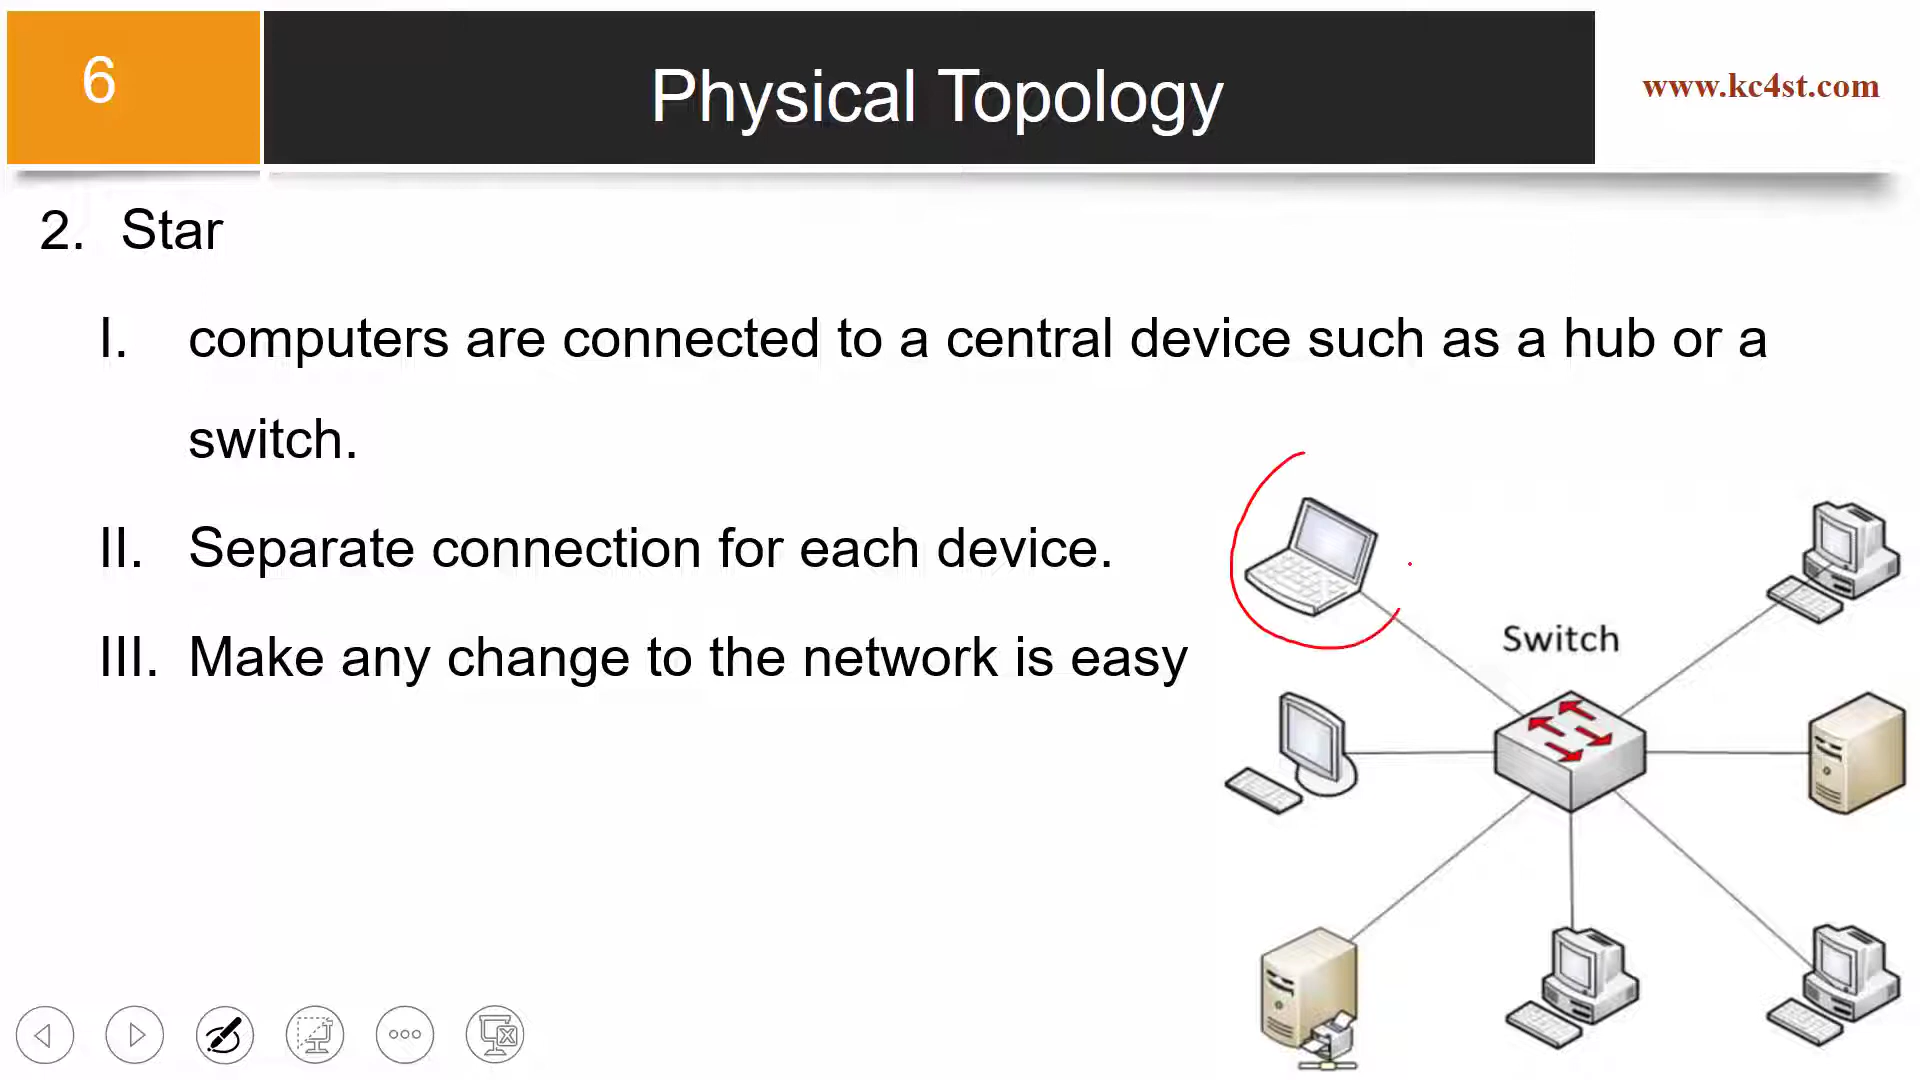 6
Physical Topology
www.kc4st.com
2. Star
I. computers are connected to a central device such as a hub or a
switch.
II. Separate connection for each device.
III. Make any change to the network is easy
Switch